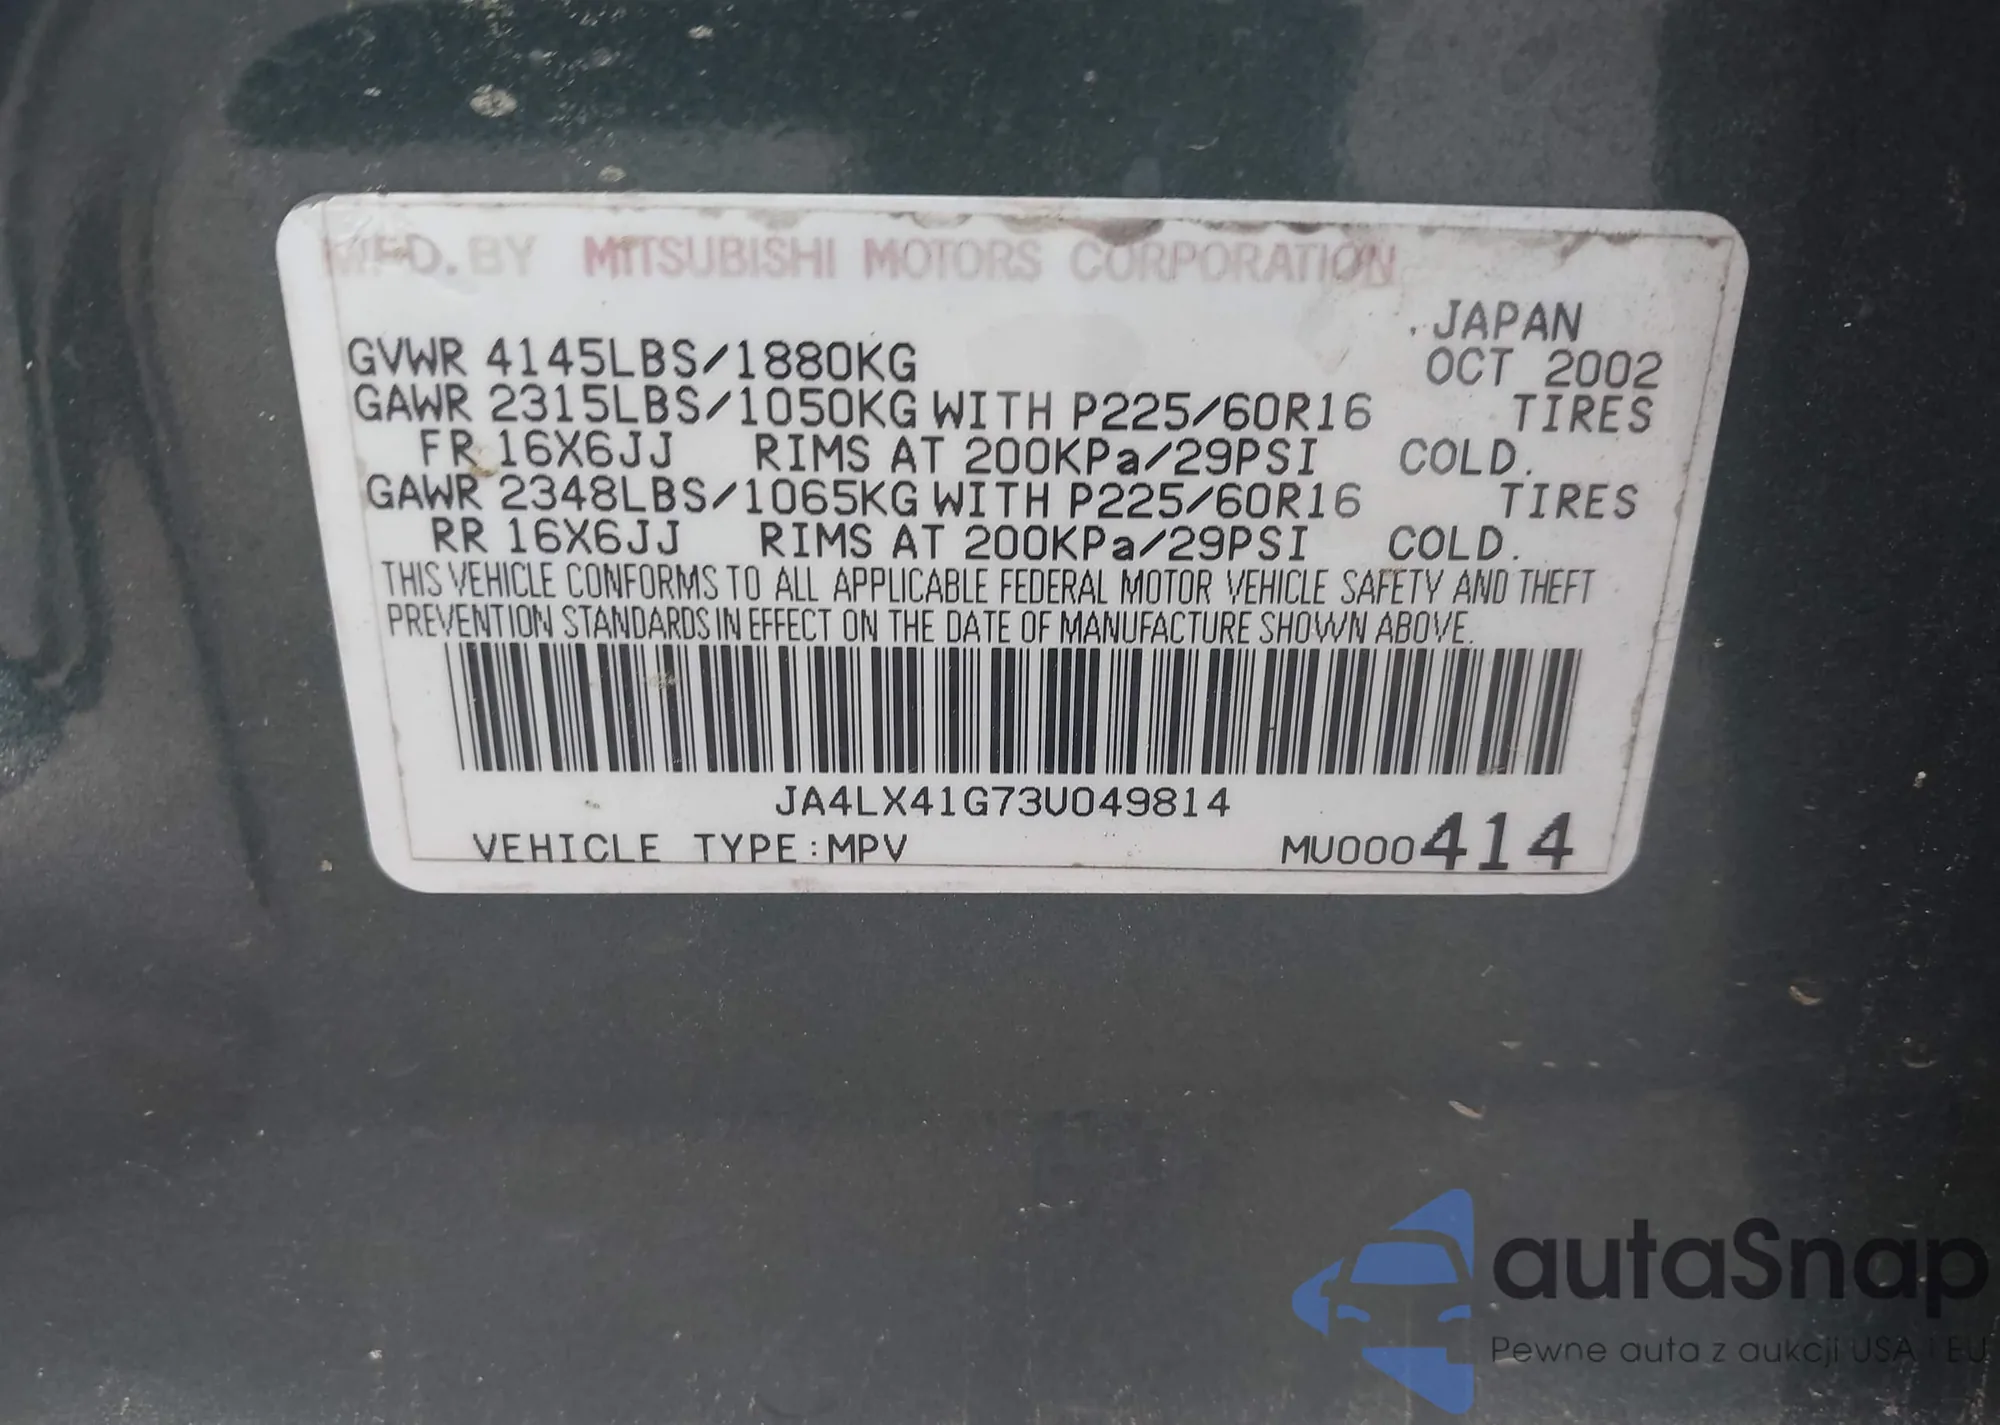 MFD. BY MITSUBISHI MOTORS CORPORATION
JAPAN
GVWR 4145LBS/1880KG OCT 2002
GAWR 2315LBS/1050KG WITH P225/60R16 TIRES
FR 16X6JJ RIMS AT 200KPa/29PSI COLD.
GAWR 2348LBS/1065KG WITH P225/60R16 TIRES
RR 16X6JJ RIMS AT 200KPa/29PSI COLD.
THIS VEHICLE CONFORMS TO ALL APPLICABLE FEDERAL MOTOR VEHICLE SAFETY AND THEFT
PREVENTION STANDARDS IN EFFECT ON THE DATE OF MANUFACTURE SHOWN ABOVE.
JA4LX41G73U049814
VEHICLE TYPE:MPV MU000414
autaSnap
Pewne auta z aukcji USA i EU